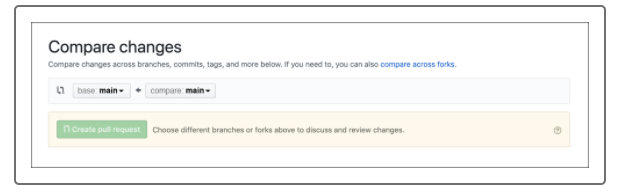 Compare changes
Compare changes across branches, commits, tags, and more below. If you need to, you can also compare across forks.
base: main compare: main
Create pull request Choose different branches or forks above to discuss and review changes.